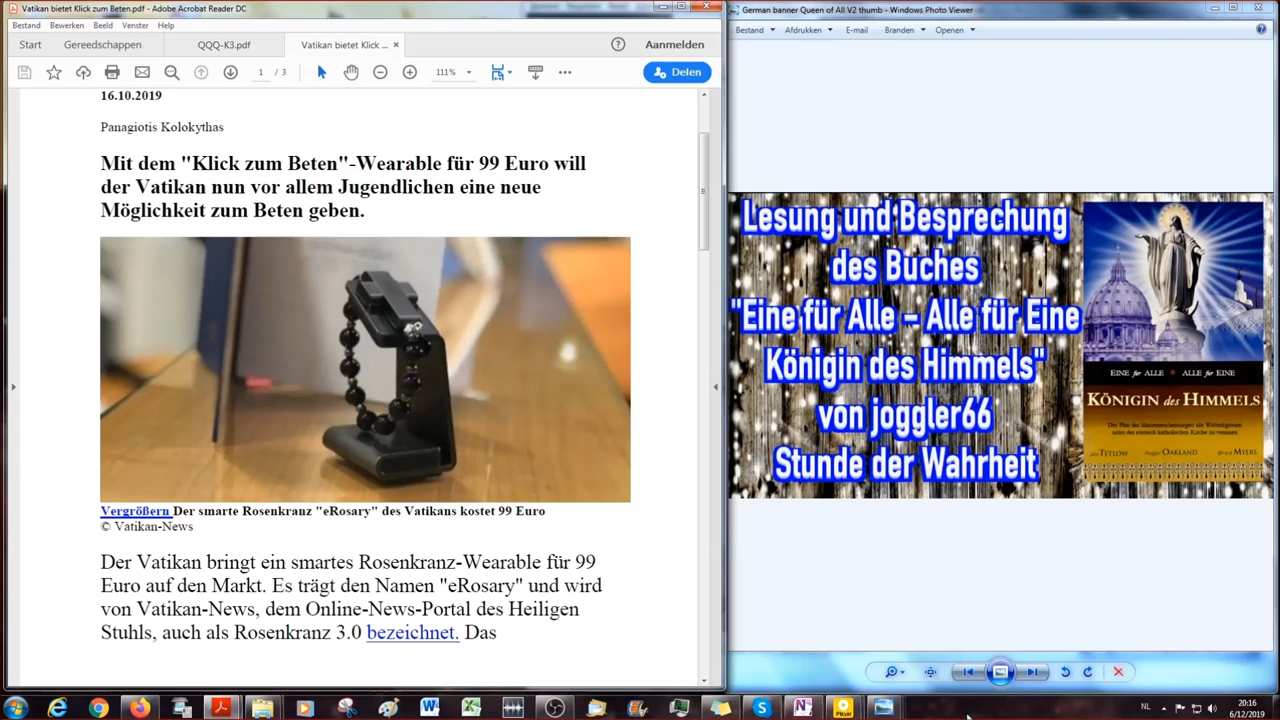 Vatikan bietet Klick zum Beten.pdf - Adobe Acrobat Reader DC
Bestand Bewerken Beeld Venster Help
Start Gereedschappen QQQ-K3.pdf Vatikan bietet Klick ... × Aanmelden
1 / 3 111% Delen
16.10.2019
Panagiotis Kolokythas
Mit dem "Klick zum Beten"-Wearable für 99 Euro will
der Vatikan nun vor allem Jugendlichen eine neue
Möglichkeit zum Beten geben.
Vergrößern Der smarte Rosenkranz "eRosary" des Vatikans kostet 99 Euro
© Vatikan-News
Der Vatikan bringt ein smartes Rosenkranz-Wearable für 99
Euro auf den Markt. Es trägt den Namen "eRosary" und wird
von Vatikan-News, dem Online-News-Portal des Heiligen
Stuhls, auch als Rosenkranz 3.0 bezeichnet. Das
German banner Queen of All V2 thumb - Windows Photo Viewer
Bestand Afdrukken E-mail Branden Openen
Lesung und Besprechung
des Buches
"Eine für Alle – Alle für Eine
Königin des Himmels"
von joggler66
Stunde der Wahrheit
EINE für ALLE ALLE für EINE
KÖNIGIN des HIMMELS
TETLOW OAKLAND MYERS
Player
NL 20:16
6/12/2019